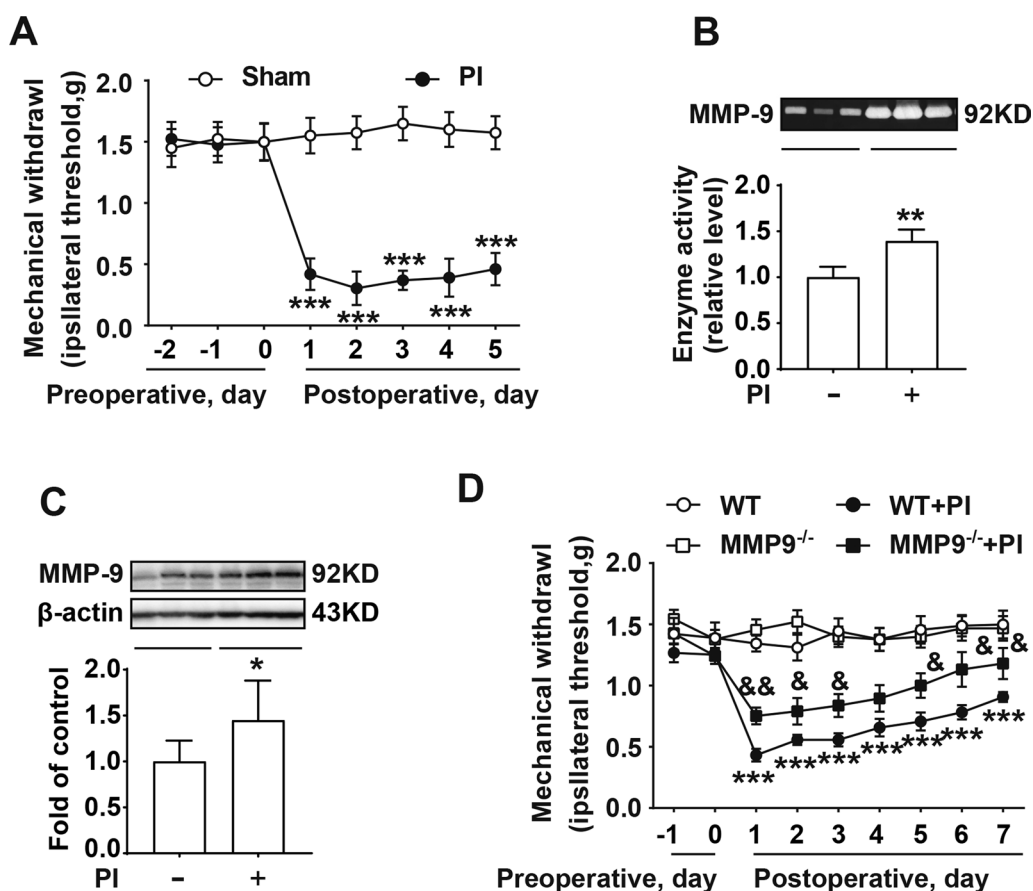 A
Sham PI
Mechanical withdrawl
(ipsllateral threshold,g)
2.0
1.5
1.0
0.5
0.0
***
***
***
***
***
-2 -1 0 1 2 3 4 5
Preoperative, day Postoperative, day
B
MMP-9 92KD
Enzyme activity
(relative level)
2.0
1.5
1.0
0.5
0.0
**
PI - +
C
MMP-9 92KD
β-actin 43KD
Fold of control
2.0
1.5
1.0
0.5
0.0
*
PI - +
D
WT WT+PI
MMP9-/- MMP9-/-+PI
Mechanical withdrawl
(ipsllateral threshold,g)
2.0
1.5
1.0
0.5
0.0
&& & & & & &
*** *** *** *** *** *** ***
-1 0 1 2 3 4 5 6 7
Preoperative, day Postoperative, day